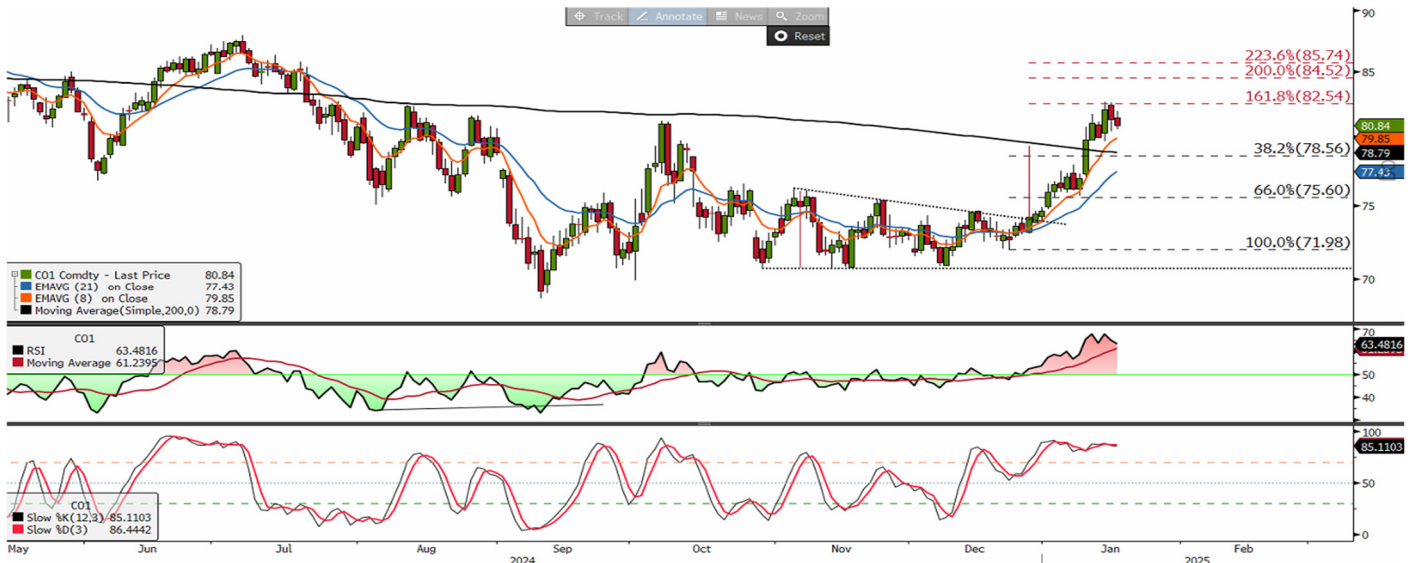 Track Annotate News Zoom
Reset
90
85
75
70
223.6%(85.74)
200.0%(84.52)
161.8%(82.54)
38.2%(78.56)
66.0%(75.60)
100.0%(71.98)
80.84
79.85
78.79
77.43
CO1 Comdty - Last Price 80.84
EMAVG (21) on Close 77.43
EMAVG (8) on Close 79.85
Moving Average(Simple,200,0) 78.79
CO1
RSI 63.4816
Moving Average 61.2395
70
63.4816
50
40
CO1
Slow %K(12,3) 85.1103
Slow %D(3) 86.4442
100
85.1103
50
0
May Jun Jul Aug Sep Oct Nov Dec Jan Feb
2024 2025